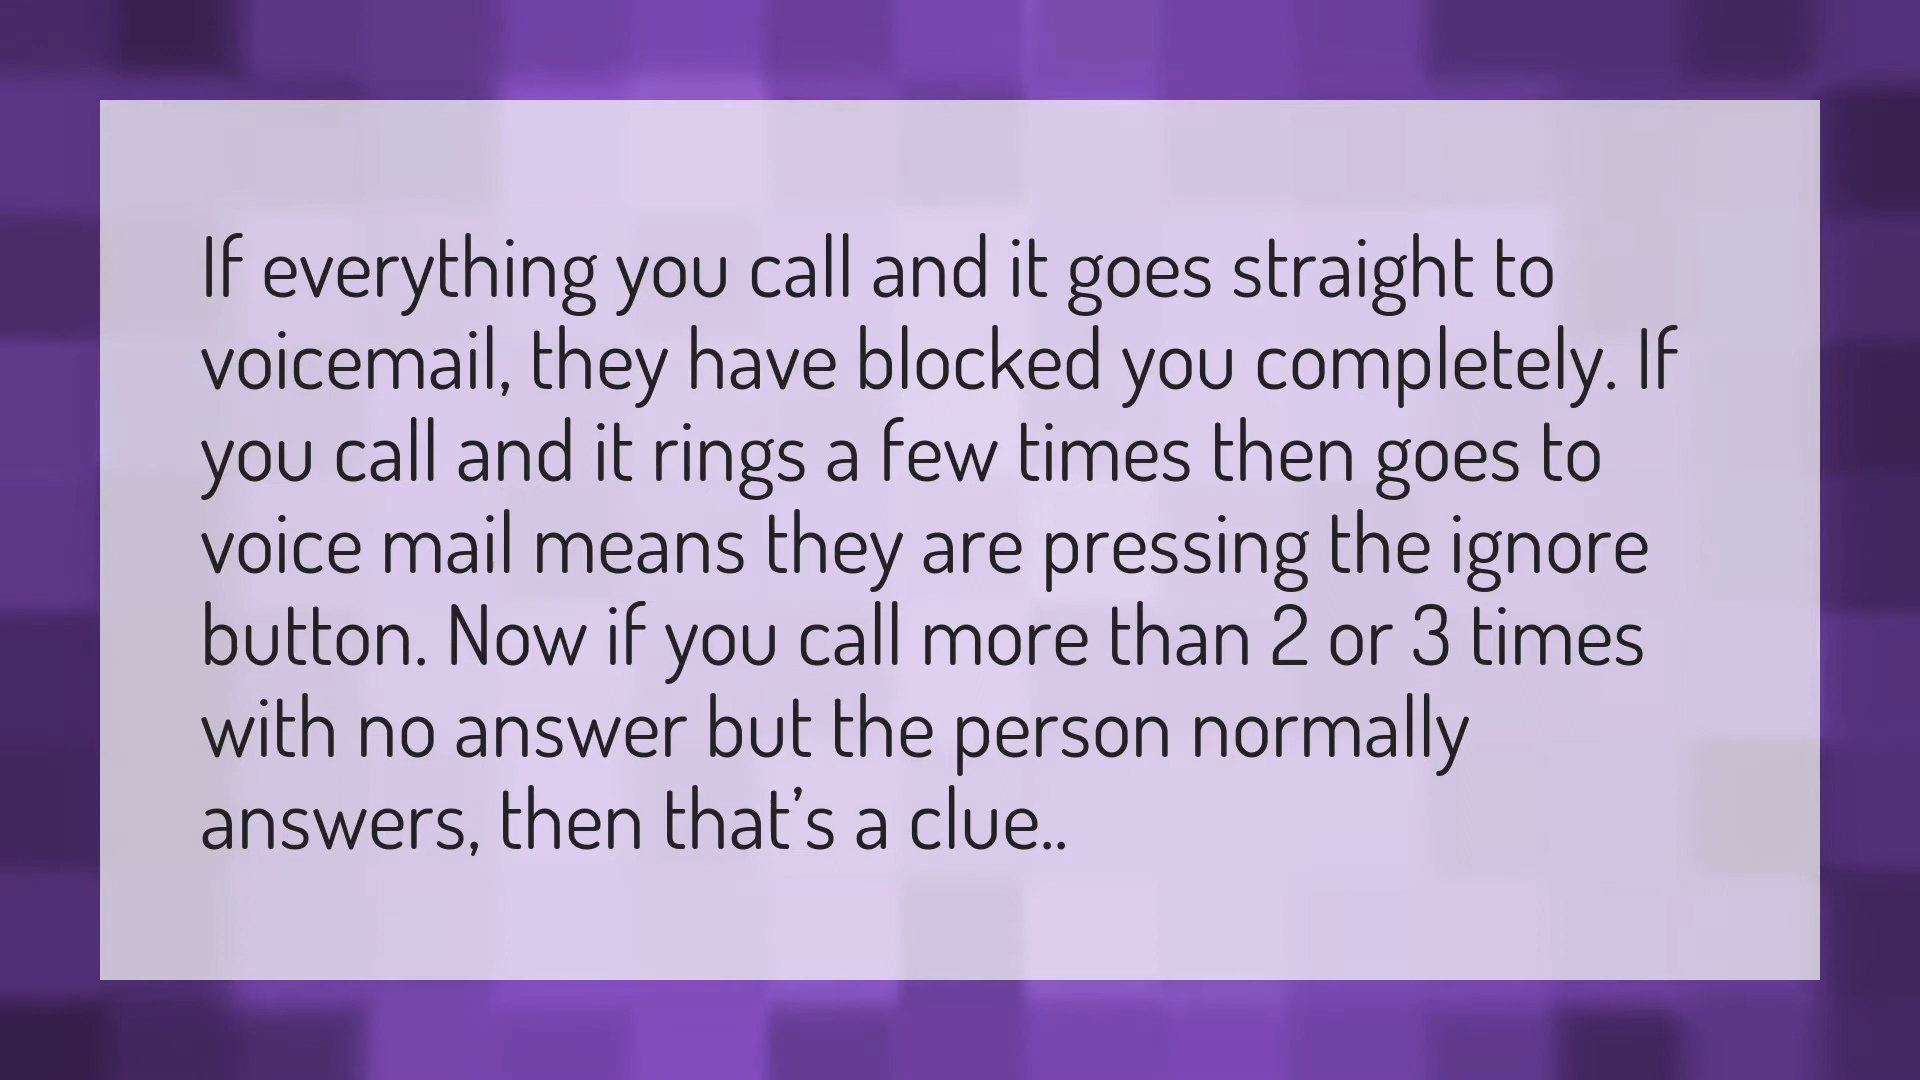 If everything you call and it goes straight to
voicemail, they have blocked you completely. If
you call and it rings a few times then goes to
voice mail means they are pressing the ignore
button. Now if you call more than 2 or 3 times
with no answer but the person normally
answers, then that’s a clue..